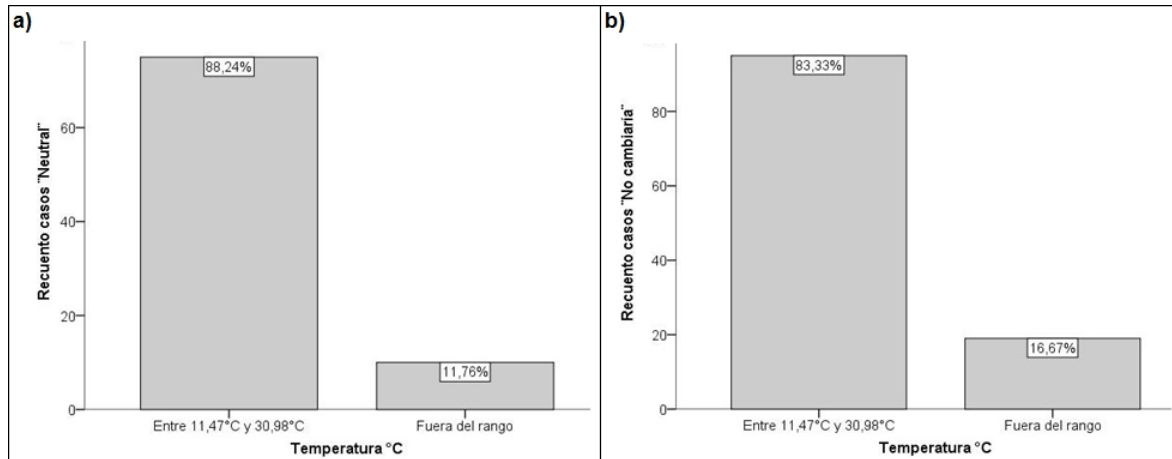 a)
Recuento casos ¨Neutral¨
60
40
20
0
88,24%
11,76%
Entre 11,47°C y 30,98°C
Fuera del rango
Temperatura °C
b)
Recuento casos ¨No cambiaría¨
80
60
40
20
0
83,33%
16,67%
Entre 11,47°C y 30,98°C
Fuera del rango
Temperatura °C